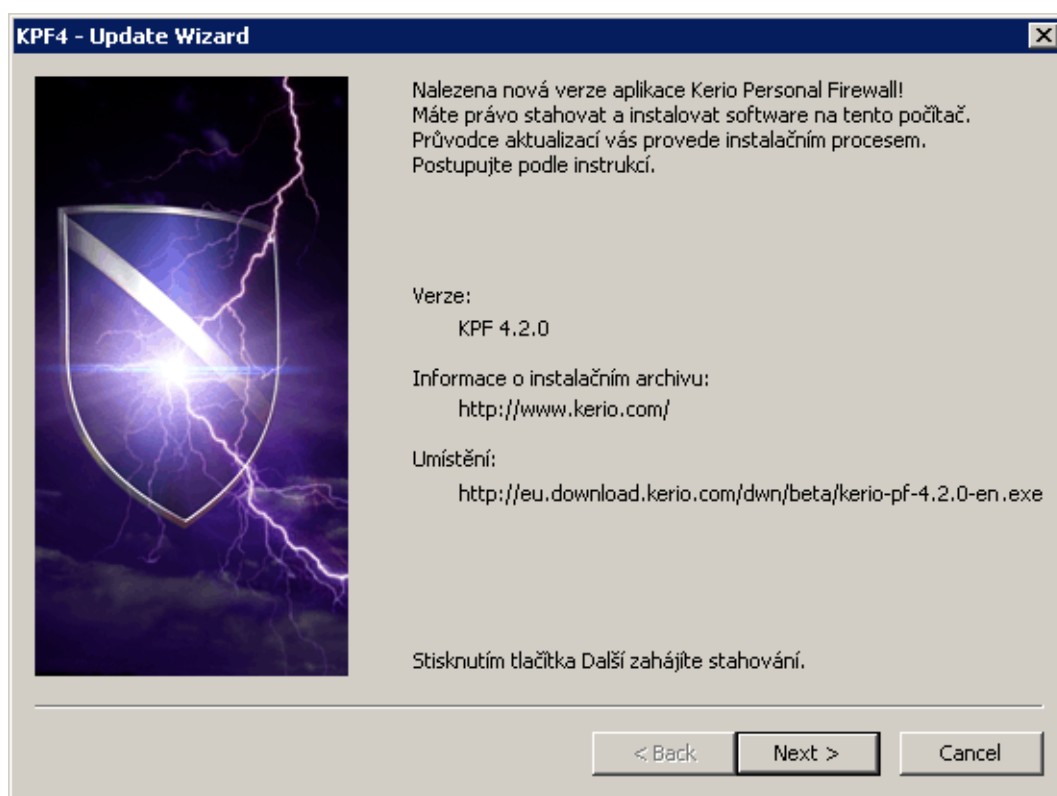 KPF4 - Update Wizard
Nalezena nová verze aplikace Kerio Personal Firewall!
Máte právo stahovat a instalovat software na tento počítač.
Průvodce aktualizací vás provede instalačním procesem.
Postupujte podle instrukcí.
Verze:
KPF 4.2.0
Informace o instalačním archivu:
http://www.kerio.com/
Umístění:
http://eu.download.kerio.com/dwn/beta/kerio-pf-4.2.0-en.exe
Stisknutím tlačítka Další zahájíte stahování.
< Back
Next >
Cancel